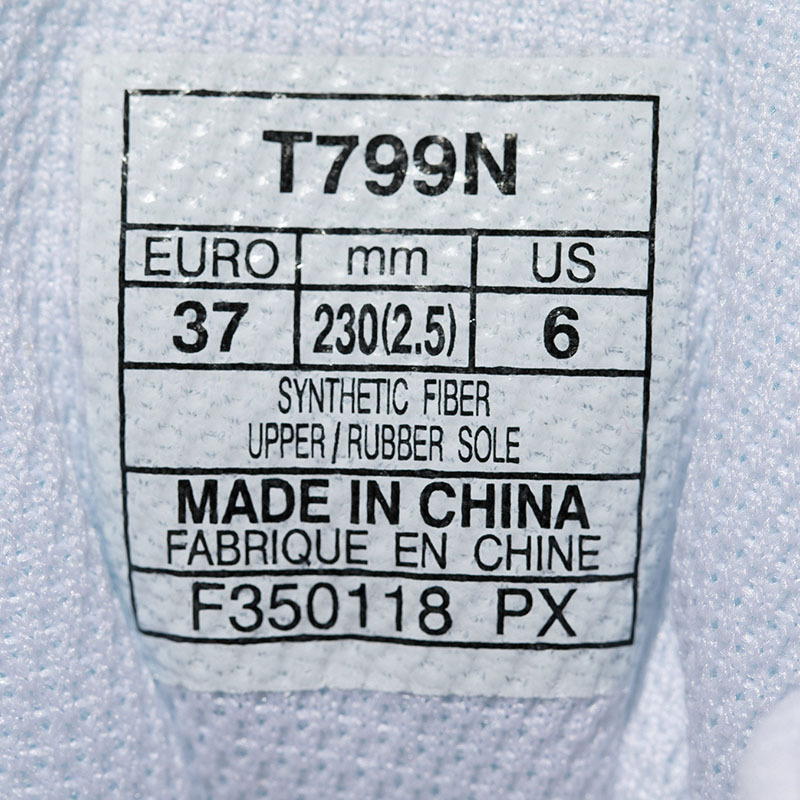 T799N
EURO mm US
37 230(2.5) 6
SYNTHETIC FIBER
UPPER/RUBBER SOLE
MADE IN CHINA
FABRIQUE EN CHINE
F350118 PX